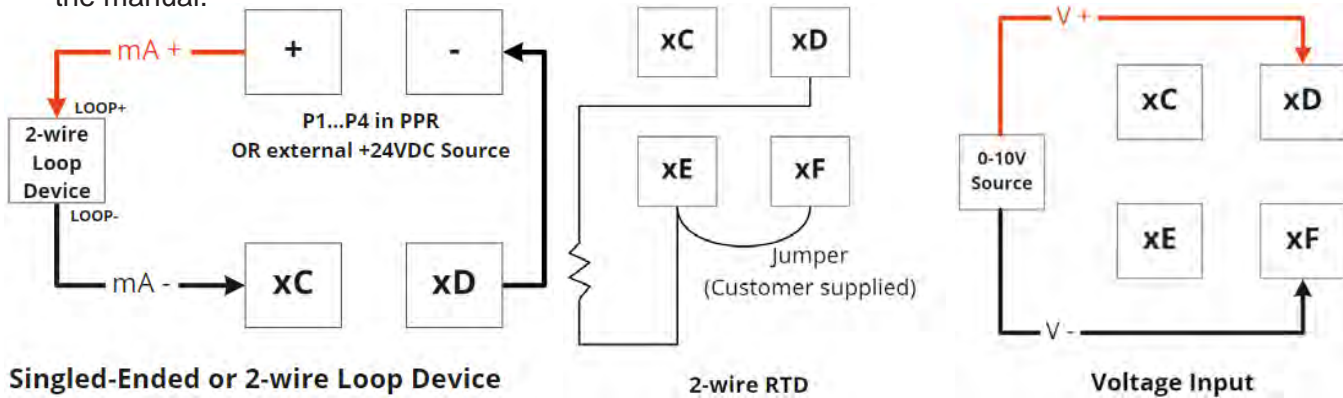 the manual.
mA +
+
-
LOOP+
2-wire
Loop
Device
LOOP-
P1...P4 in PPR
OR external +24VDC Source
mA -
xC
xD
Singled-Ended or 2-wire Loop Device
xC
xD
xE
xF
Jumper
(Customer supplied)
2-wire RTD
V +
xC
xD
0-10V
Source
xE
xF
V -
Voltage Input